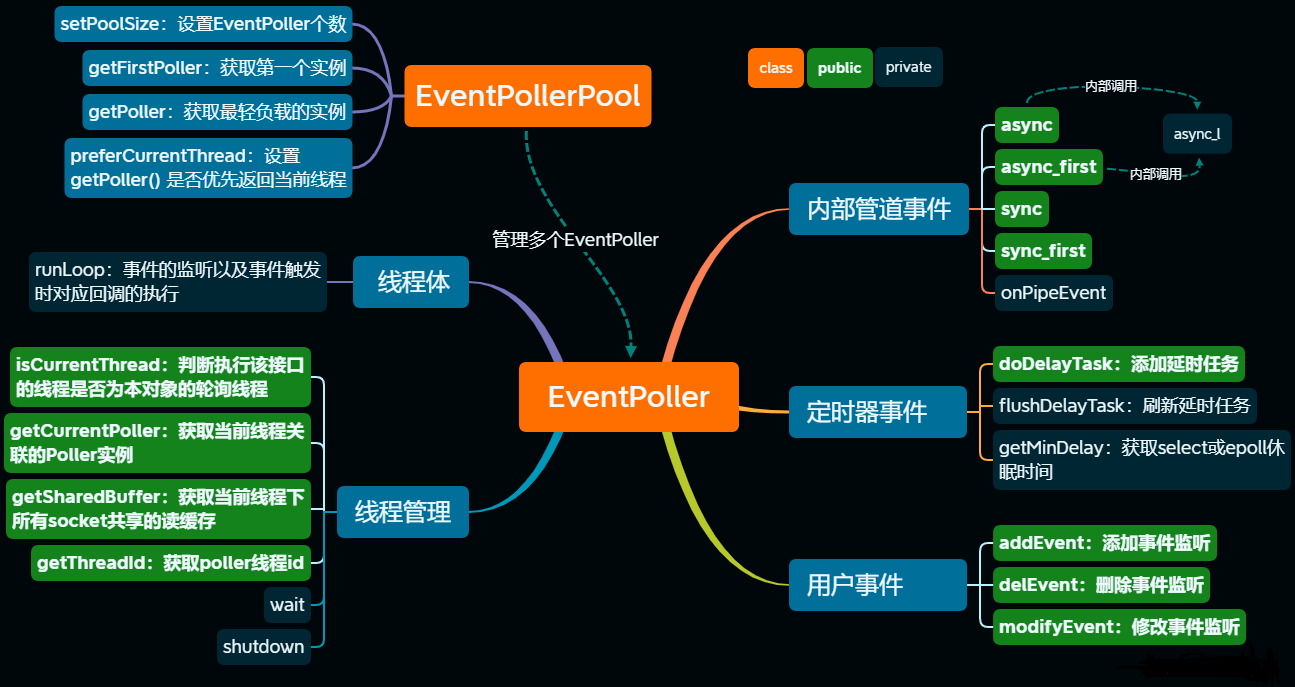 setPoolSize：设置EventPoller个数
getFirstPoller：获取第一个实例
getPoller：获取最轻负载的实例
preferCurrentThread：设置
getPoller() 是否优先返回当前线程
EventPollerPool
class
public
private
管理多个EventPoller
EventPoller
线程体
runLoop：事件的监听以及事件触发
时对应回调的执行
线程管理
isCurrentThread：判断执行该接口
的线程是否为本对象的轮询线程
getCurrentPoller：获取当前线程关
联的Poller实例
getSharedBuffer：获取当前线程下
所有socket共享的读缓存
getThreadId：获取poller线程id
wait
shutdown
内部管道事件
async
async_first
sync
sync_first
onPipeEvent
内部调用
async_l
内部调用
定时器事件
doDelayTask：添加延时任务
flushDelayTask：刷新延时任务
getMinDelay：获取select或epoll休
眠时间
用户事件
addEvent：添加事件监听
delEvent：删除事件监听
modifyEvent：修改事件监听